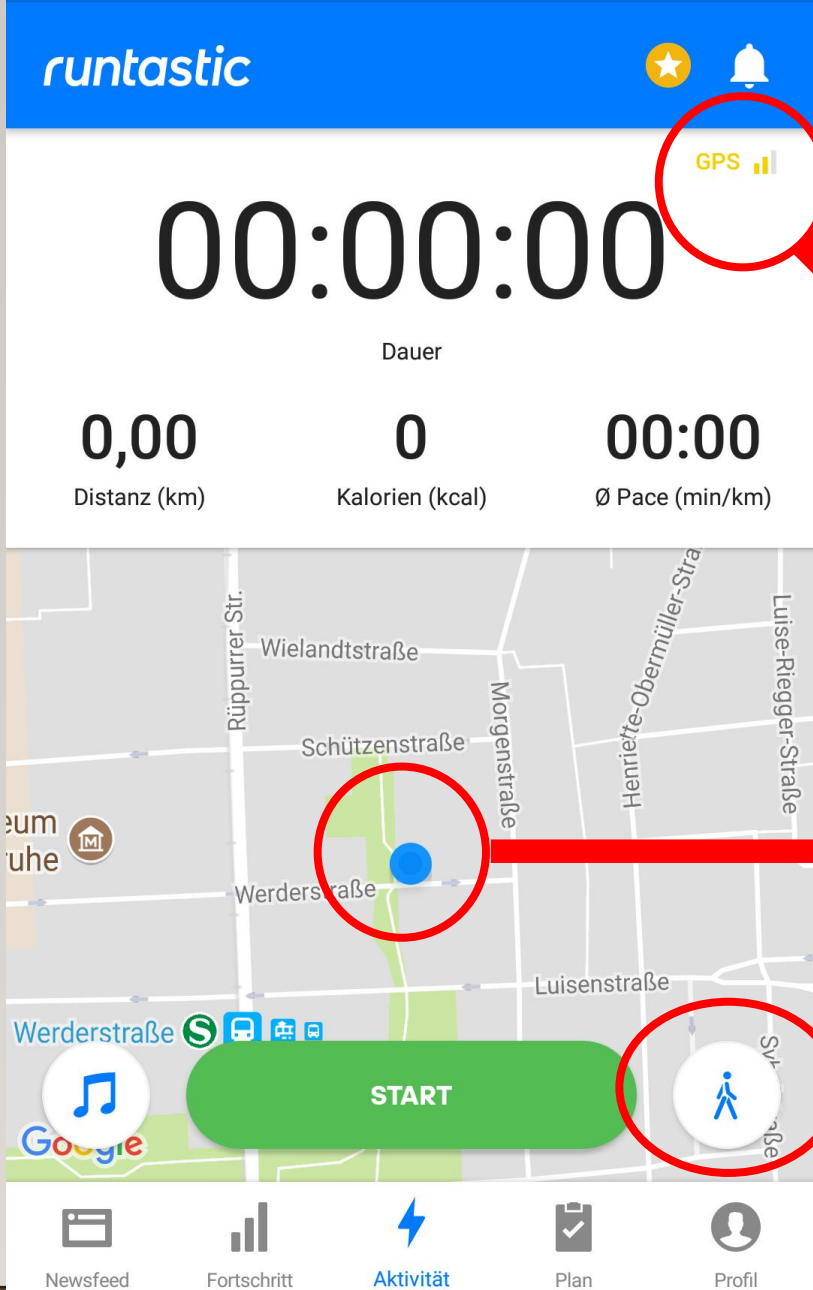 runtastic
GPS
00:00:00
Dauer
0,00
0
00:00
Distanz (km)
Kalorien (kcal)
Ø Pace (min/km)
Rüppurrer Str.
Wielandtstraße
Morgenstraße
Henriette-Obermüller-Stra
Luise-Riegger-Straße
Schützenstraße
eum
ruhe
M
Werderstraße
Luisenstraße
Werderstraße
S
START
Google
Newsfeed
Fortschritt
Aktivität
Plan
Profil